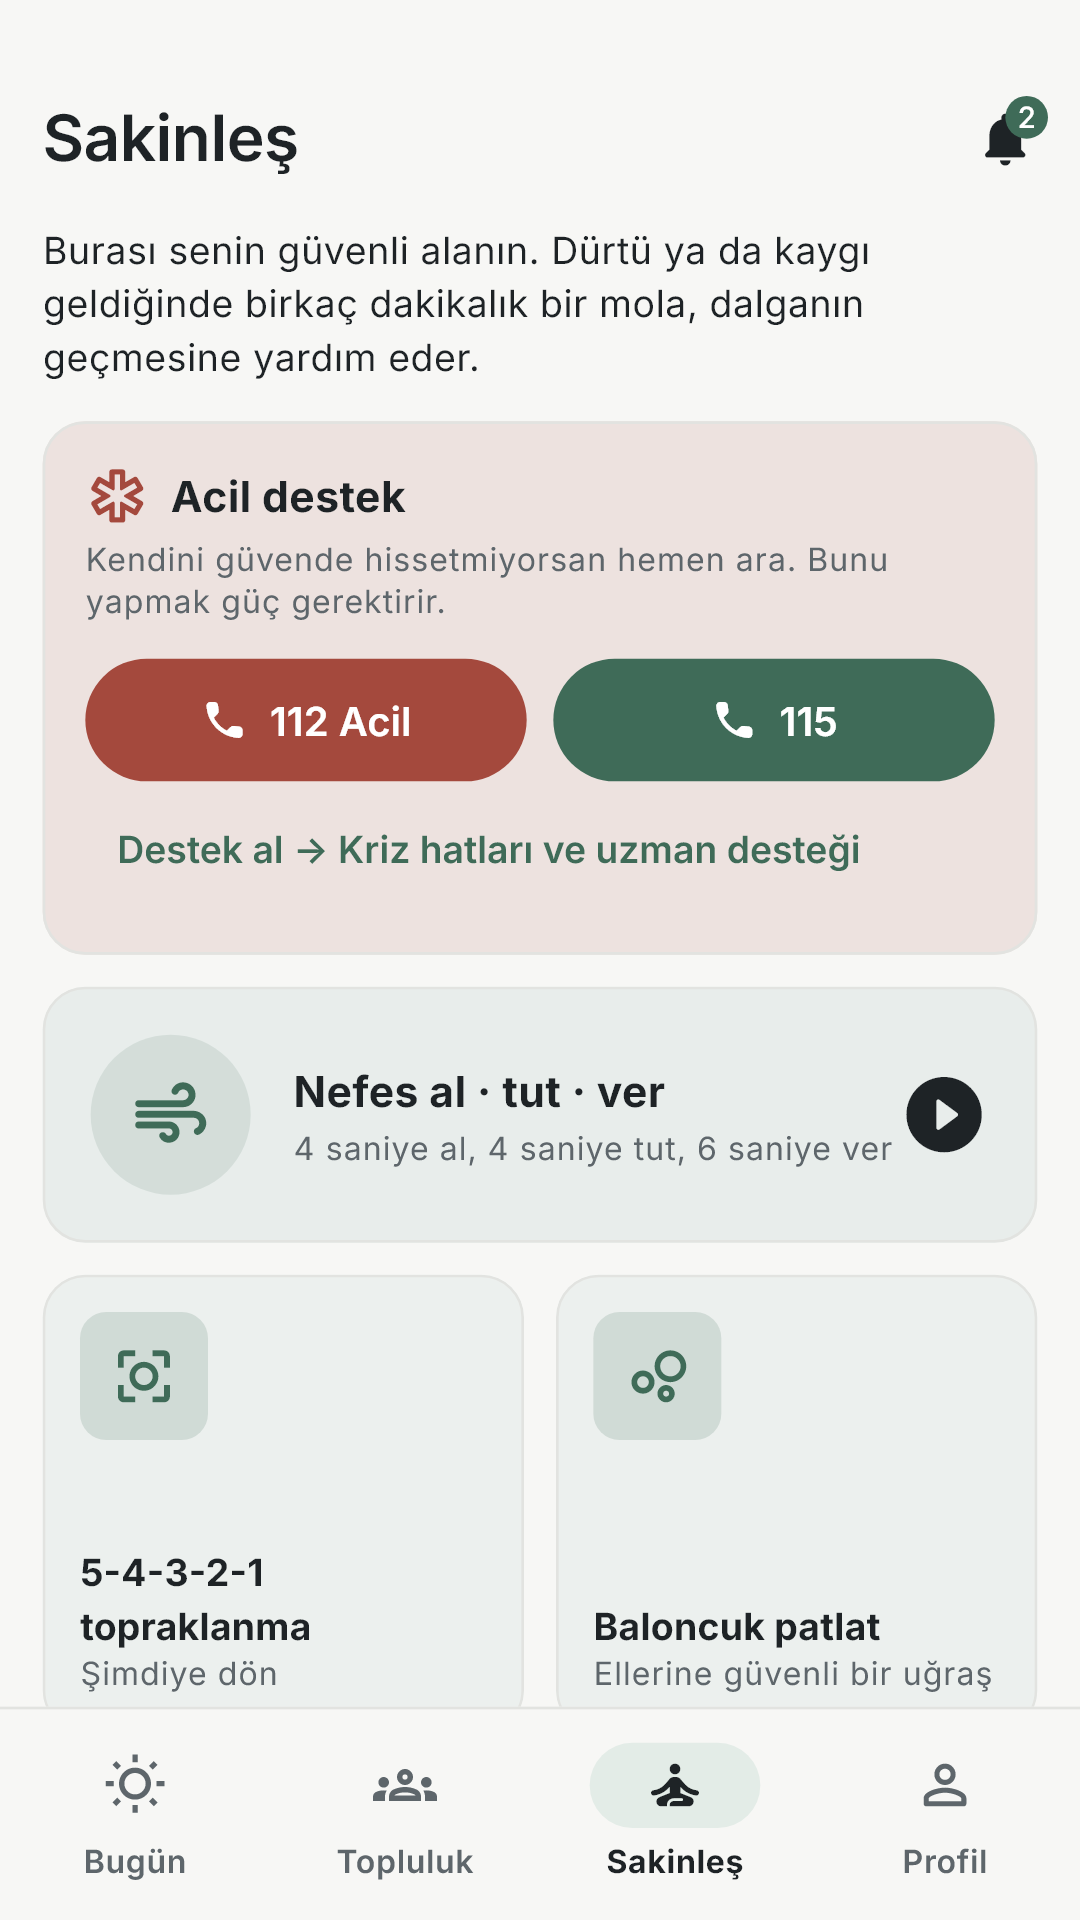 Sakinleş
2
Burası senin güvenli alanın. Dürtü ya da kaygı
geldiğinde birkaç dakikalık bir mola, dalganın
geçmesine yardım eder.
Acil destek
Kendini güvende hissetmiyorsan hemen ara. Bunu
yapmak güç gerektirir.
112 Acil
115
Destek al → Kriz hatları ve uzman desteği
Nefes al · tut · ver
4 saniye al, 4 saniye tut, 6 saniye ver
5-4-3-2-1
topraklanma
Şimdiye dön
Baloncuk patlat
Ellerine güvenli bir uğraş
Bugün
Topluluk
Sakinleş
Profil